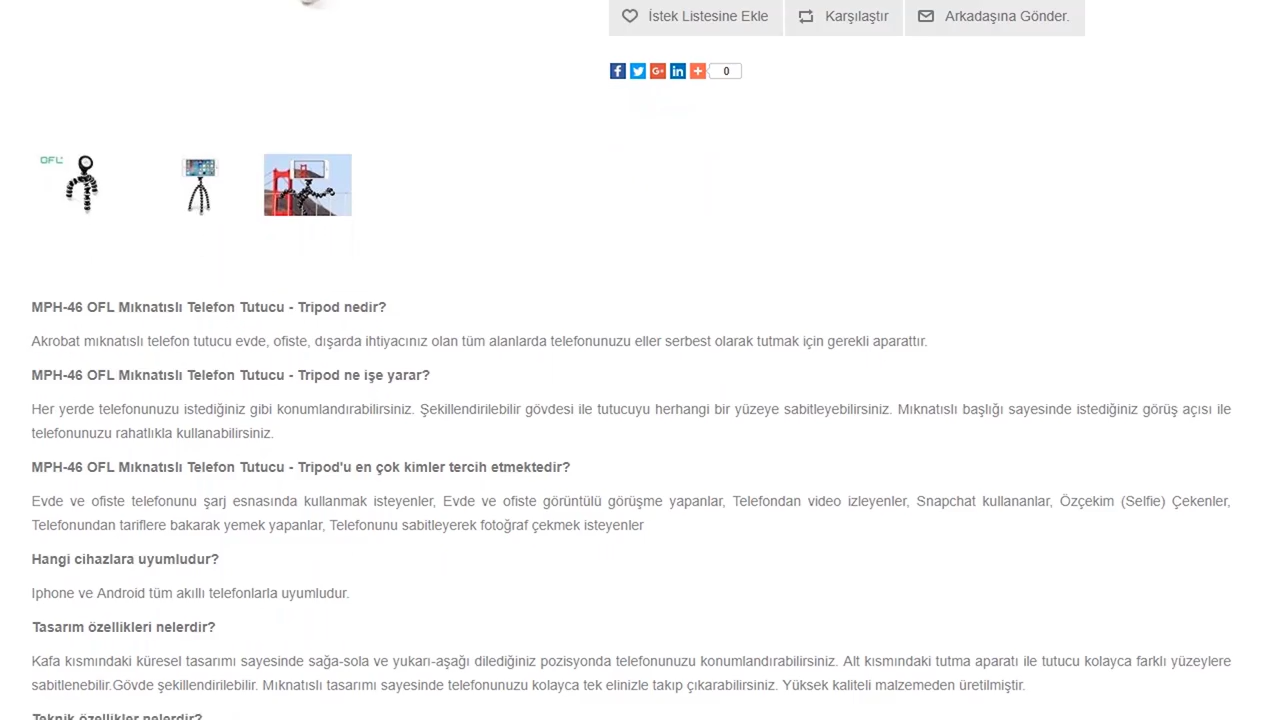 İstek Listesine Ekle
Karşılaştır
Arkadaşına Gönder.
0
OFL
MPH-46 OFL Mıknatıslı Telefon Tutucu - Tripod nedir?
Akrobat mıknatıslı telefon tutucu evde, ofiste, dışarda ihtiyacınız olan tüm alanlarda telefonunuzu eller serbest olarak tutmak için gerekli aparattır.
MPH-46 OFL Mıknatıslı Telefon Tutucu - Tripod ne işe yarar?
Her yerde telefonunuzu istediğiniz gibi konumlandırabilirsiniz. Şekillendirilebilir gövdesi ile tutucuyu herhangi bir yüzeye sabitleyebilirsiniz. Mıknatıslı başlığı sayesinde istediğiniz görüş açısı ile
telefonunuzu rahatlıkla kullanabilirsiniz.
MPH-46 OFL Mıknatıslı Telefon Tutucu - Tripod'u en çok kimler tercih etmektedir?
Evde ve ofiste telefonunu şarj esnasında kullanmak isteyenler, Evde ve ofiste görüntülü görüşme yapanlar, Telefondan video izleyenler, Snapchat kullananlar, Özçekim (Selfie) Çekenler,
Telefonundan tariflere bakarak yemek yapanlar, Telefonunu sabitleyerek fotoğraf çekmek isteyenler
Hangi cihazlara uyumludur?
Iphone ve Android tüm akıllı telefonlarla uyumludur.
Tasarım özellikleri nelerdir?
Kafa kısmındaki küresel tasarımı sayesinde sağa-sola ve yukarı-aşağı dilediğiniz pozisyonda telefonunuzu konumlandırabilirsiniz. Alt kısmındaki tutma aparatı ile tutucu kolayca farklı yüzeylere
sabitlenebilir.Gövde şekillendirilebilir. Mıknatıslı tasarımı sayesinde telefonunuzu kolayca tek elinizle takıp çıkarabilirsiniz. Yüksek kaliteli malzemeden üretilmiştir.
Teknik özellikler nelerdir?